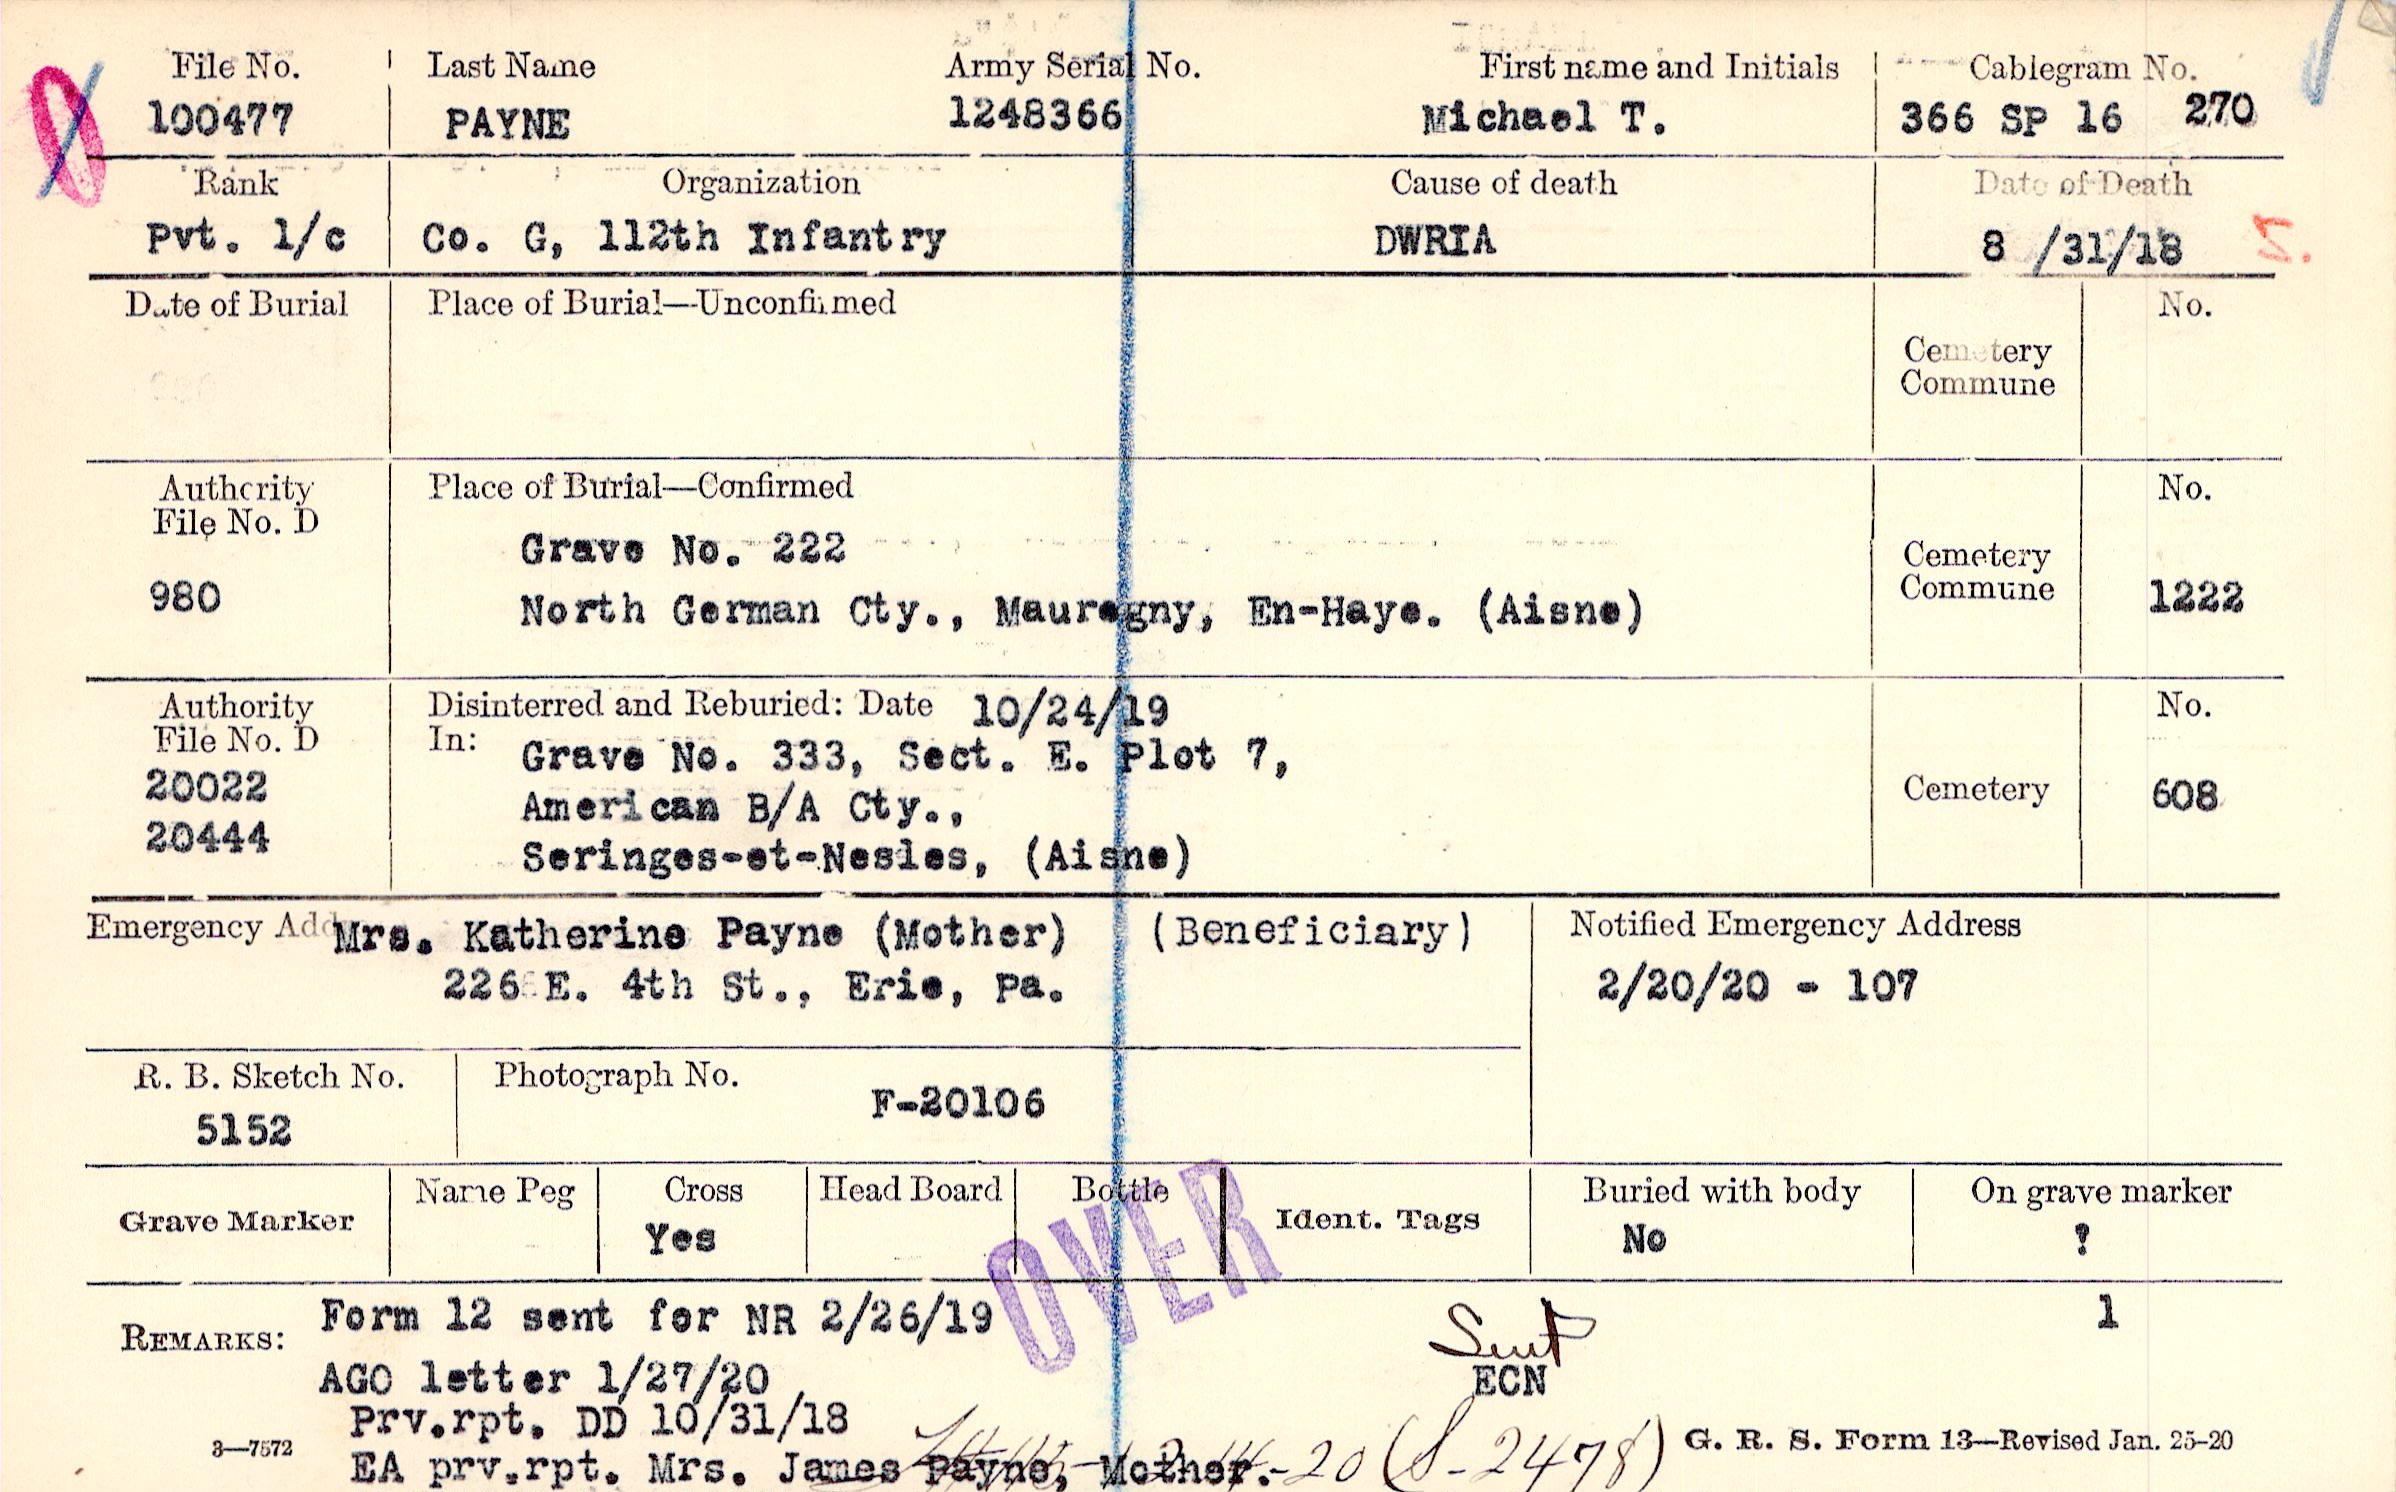 File No. Last Name Army Serial No. First name and Initials Cablegram No.
100477 PAYNE 1248366 Michael T. 366 SP 16 270
Rank Organization Cause of death Date of Death
Pvt. 1/c Co. G, 112th Infantry DWRIA 8 /31/18 S.
Date of Burial Place of Burial—Unconfirmed No.
Cemetery
Commune
Authority Place of Burial—Confirmed No.
File No. D
Grave No. 222 Cemetery
980 North German Cty., Mauregny, En-Haye. (Aisne) Commune 1222
Authority Disinterred and Reburied: Date 10/24/19 No.
File No. D In: Grave No. 333, Sect. E. Plot 7,
20022 American B/A Cty., Cemetery 608
20444 Seringes-et-Nesles, (Aisne)
Emergency Add Mrs. Katherine Payne (Mother) (Beneficiary) Notified Emergency Address
226 E. 4th St., Erie, Pa. 2/20/20 - 107
R. B. Sketch No. Photograph No.
5152 F-20106
Grave Marker Name Peg Cross Head Board Bottle Ident. Tags Buried with body On grave marker
Yes No ?
OVER
REMARKS: Form 12 sent for NR 2/26/19 1
Sent
AGO letter 1/27/20 ECN
Prv.rpt. DD 10/31/18
3—7572 G. R. S. Form 13—Revised Jan. 25-20
EA prv.rpt. Mrs. James Payne, Mother. -20 (S-2478)